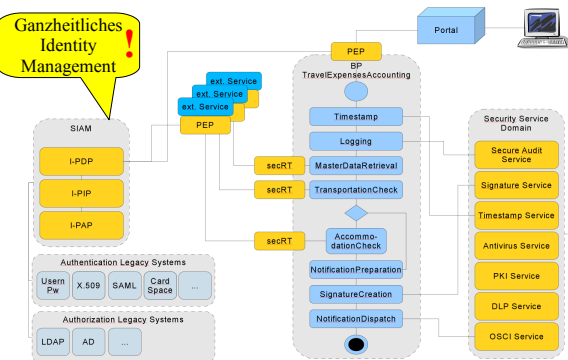 Ganzheitliches
Identity
Management
!
Portal
PEP
BP
TravelExpensesAccounting
ext. Service
ext. Service
ext. Service
PEP
SIAM
I-PDP
I-PIP
I-PAP
secRT
secRT
secRT
Timestamp
Logging
MasterDataRetrieval
TransportationCheck
Accommo-
dationCheck
NotificationPreparation
SignatureCreation
NotificationDispatch
Security Service
Domain
Secure Audit
Service
Signature Service
Timestamp Service
Antivirus Service
PKI Service
DLP Service
OSCI Service
Authentication Legacy Systems
Usern
Pw
X.509
SAML
Card
Space
...
Authorization Legacy Systems
LDAP
AD
...